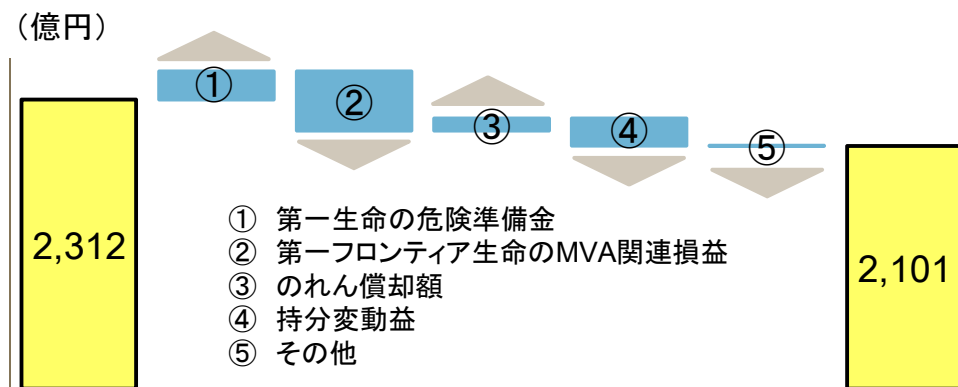 （億円）
①
②
③
④
⑤
2,312
① 第一生命の危険準備金
② 第一フロンティア生命のMVA関連損益
③ のれん償却額
④ 持分変動益
⑤ その他
2,101